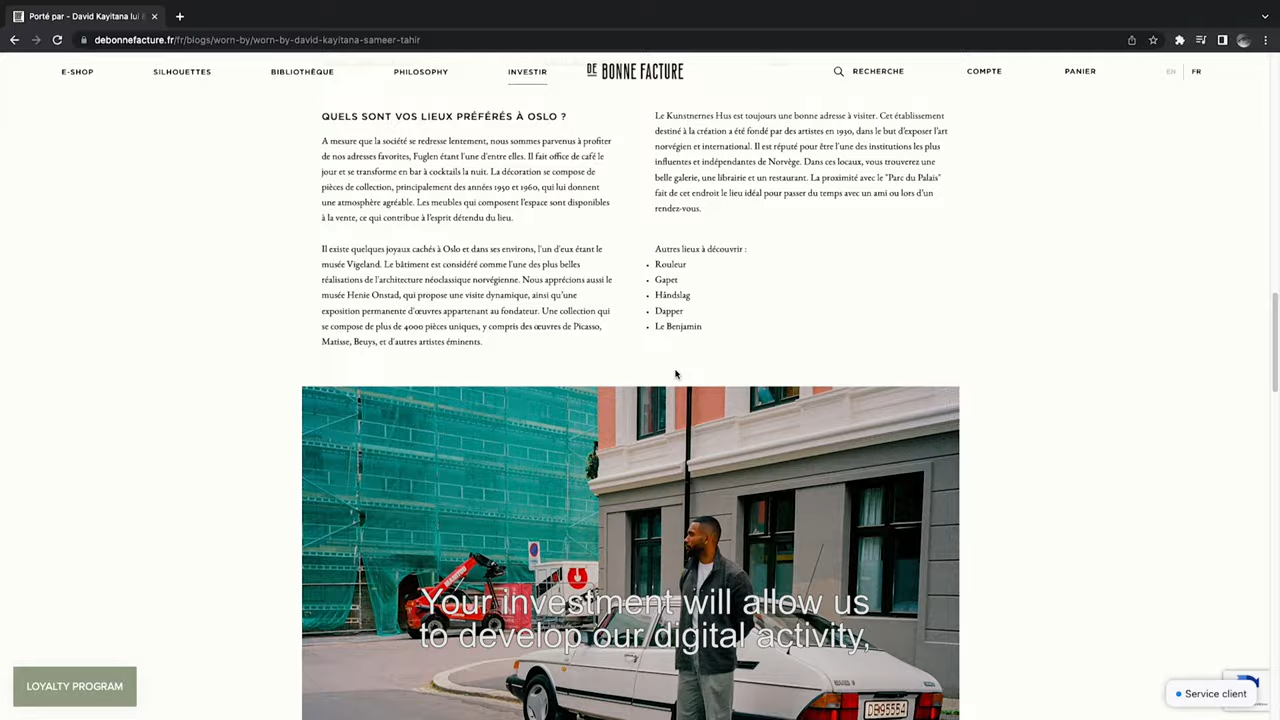 Porté par - David Kayitana lui
debonnefacture.fr/fr/blogs/worn-by/worn-by-david-kayitana-sameer-tahir
E-SHOP
SILHOUETTES
BIBLIOTHÈQUE
PHILOSOPHY
INVESTIR
DE BONNE FACTURE
RECHERCHE
COMPTE
PANIER
EN
FR
QUELS SONT VOS LIEUX PRÉFÉRÉS À OSLO ?
A mesure que la société se redresse lentement, nous sommes parvenus à profiter
de nos adresses favorites, Fuglen étant l'une d'entre elles. Il fait office de café le
jour et se transforme en bar à cocktails la nuit. La décoration se compose de
pièces de collection, principalement des années 1950 et 1960, qui lui donnent
une atmosphère agréable. Les meubles qui composent l'espace sont disponibles
à la vente, ce qui contribue à l'esprit détendu du lieu.
Il existe quelques joyaux cachés à Oslo et dans ses environs, l'un d'eux étant le
musée Vigeland. Le bâtiment est considéré comme l'une des plus belles
réalisations de l'architecture néoclassique norvégienne. Nous apprécions aussi le
musée Henie Onstad, qui propose une visite dynamique, ainsi qu'une
exposition permanente d'œuvres appartenant au fondateur. Une collection qui
se compose de plus de 4000 pièces uniques, y compris des œuvres de Picasso,
Matisse, Beuys, et d'autres artistes éminents.
Le Kunstnernes Hus est toujours une bonne adresse à visiter. Cet établissement
destiné à la création a été fondé par des artistes en 1930, dans le but d'exposer l'art
norvégien et international. Il est réputé pour être l'une des institutions les plus
influentes et indépendantes de Norvège. Dans ces locaux, vous trouverez une
belle galerie, une librairie et un restaurant. La proximité avec le "Parc du Palais"
fait de cet endroit le lieu idéal pour passer du temps avec un ami ou lors d'un
rendez-vous.
Autres lieux à découvrir :
• Rouleur
• Gapet
• Håndslag
• Dapper
• Le Benjamin
MANITOU
Your investment will allow us
to develop our digital activity,
DB95554
LOYALTY PROGRAM
Service client